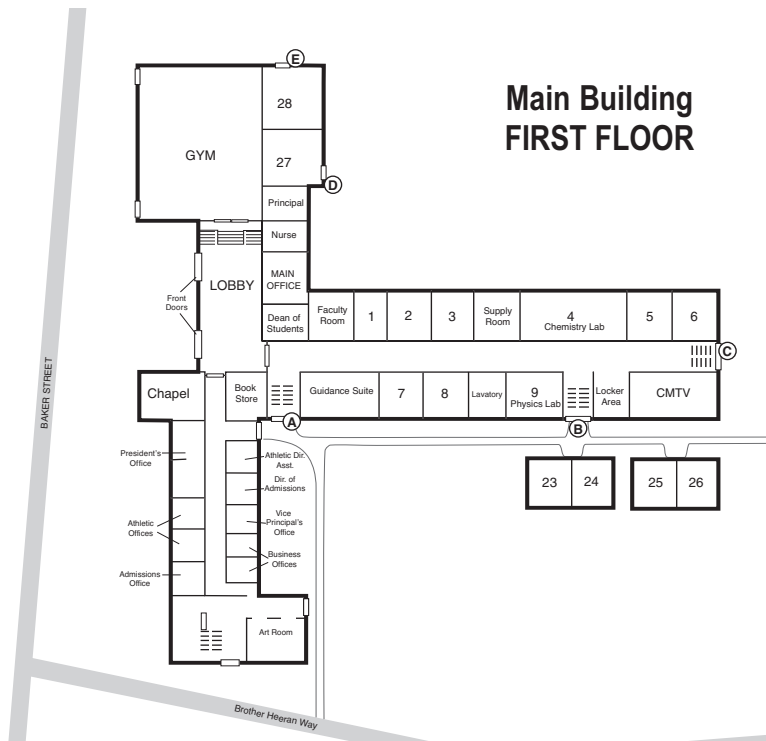 Main Building
FIRST FLOOR
E
28
GYM
27
D
Principal
Nurse
LOBBY
MAIN
OFFICE
Front
Doors
Dean of
Students
Faculty
Room
1
2
3
Supply
Room
4
Chemistry Lab
5
6
C
BAKER STREET
Chapel
Book
Store
Guidance Suite
7
8
Lavatory
9
Physics Lab
Locker
Area
CMTV
A
B
President's
Office
Athletic Dir.
Asst.
Dir. of
Admissions
23
24
25
26
Athletic
Offices
Vice
Principal's
Office
Business
Offices
Admissions
Office
Art Room
Brother Heeran Way